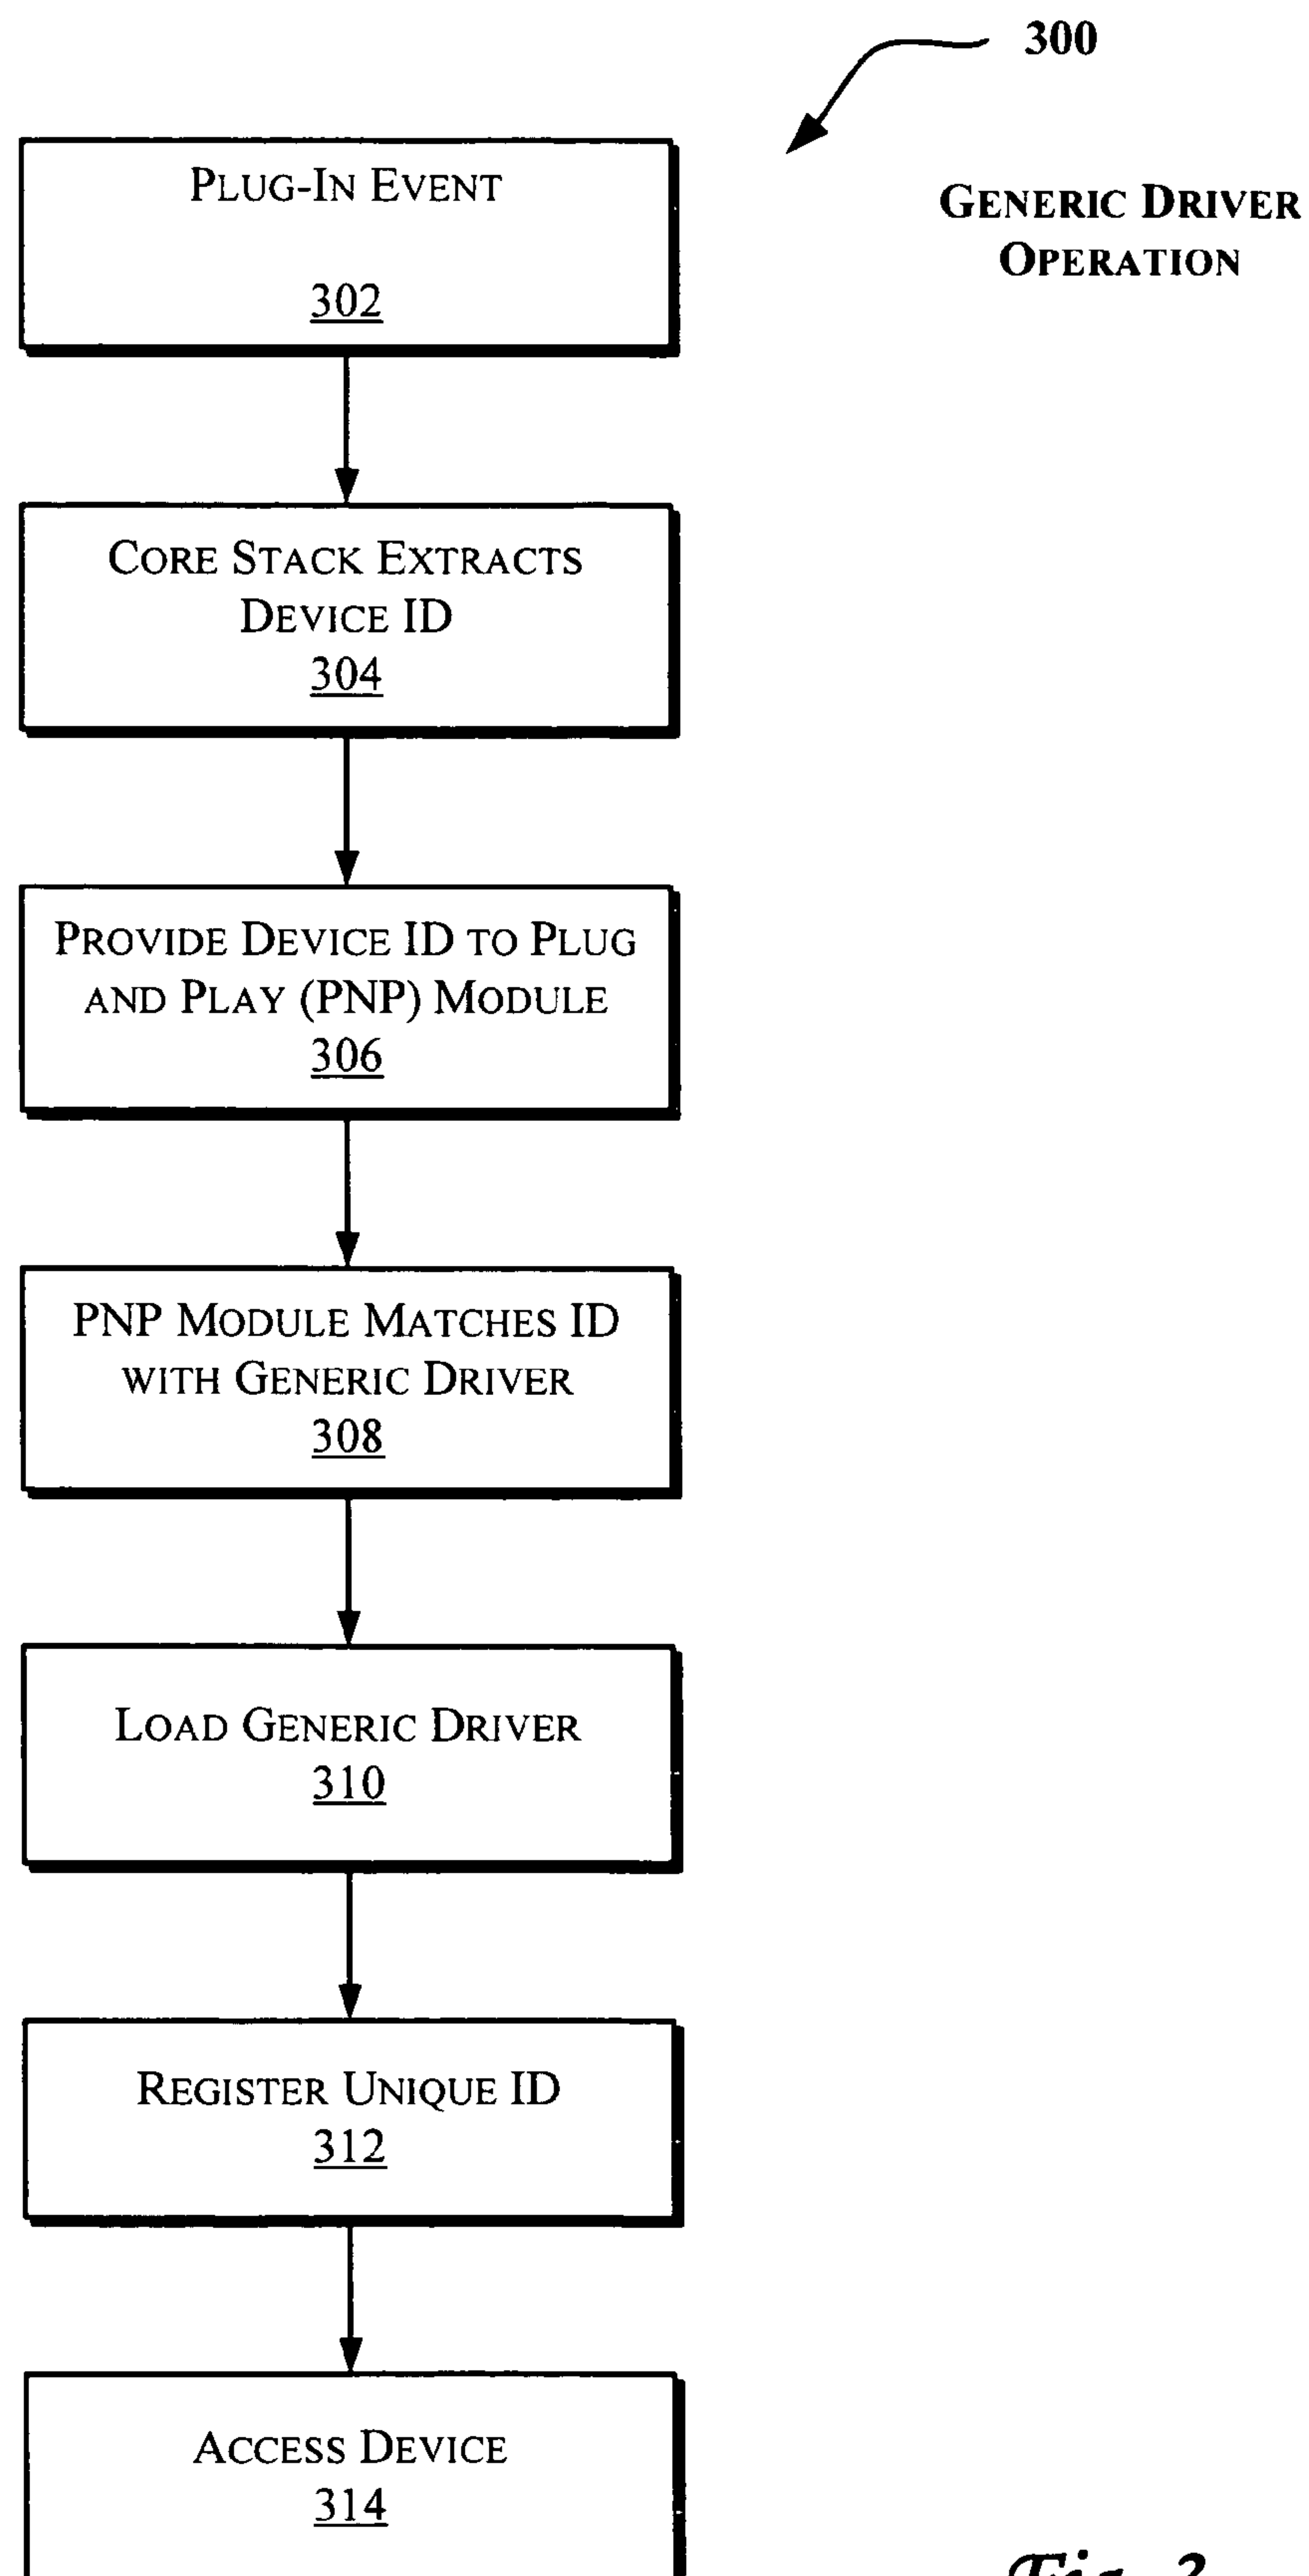 300
GENERIC DRIVER
OPERATION
PLUG-IN EVENT
302
CORE STACK EXTRACTS
DEVICE ID
304
PROVIDE DEVICE ID TO PLUG
AND PLAY (PNP) MODULE
306
PNP MODULE MATCHES ID
WITH GENERIC DRIVER
308
LOAD GENERIC DRIVER
310
REGISTER UNIQUE ID
312
ACCESS DEVICE
314
Fig. 3